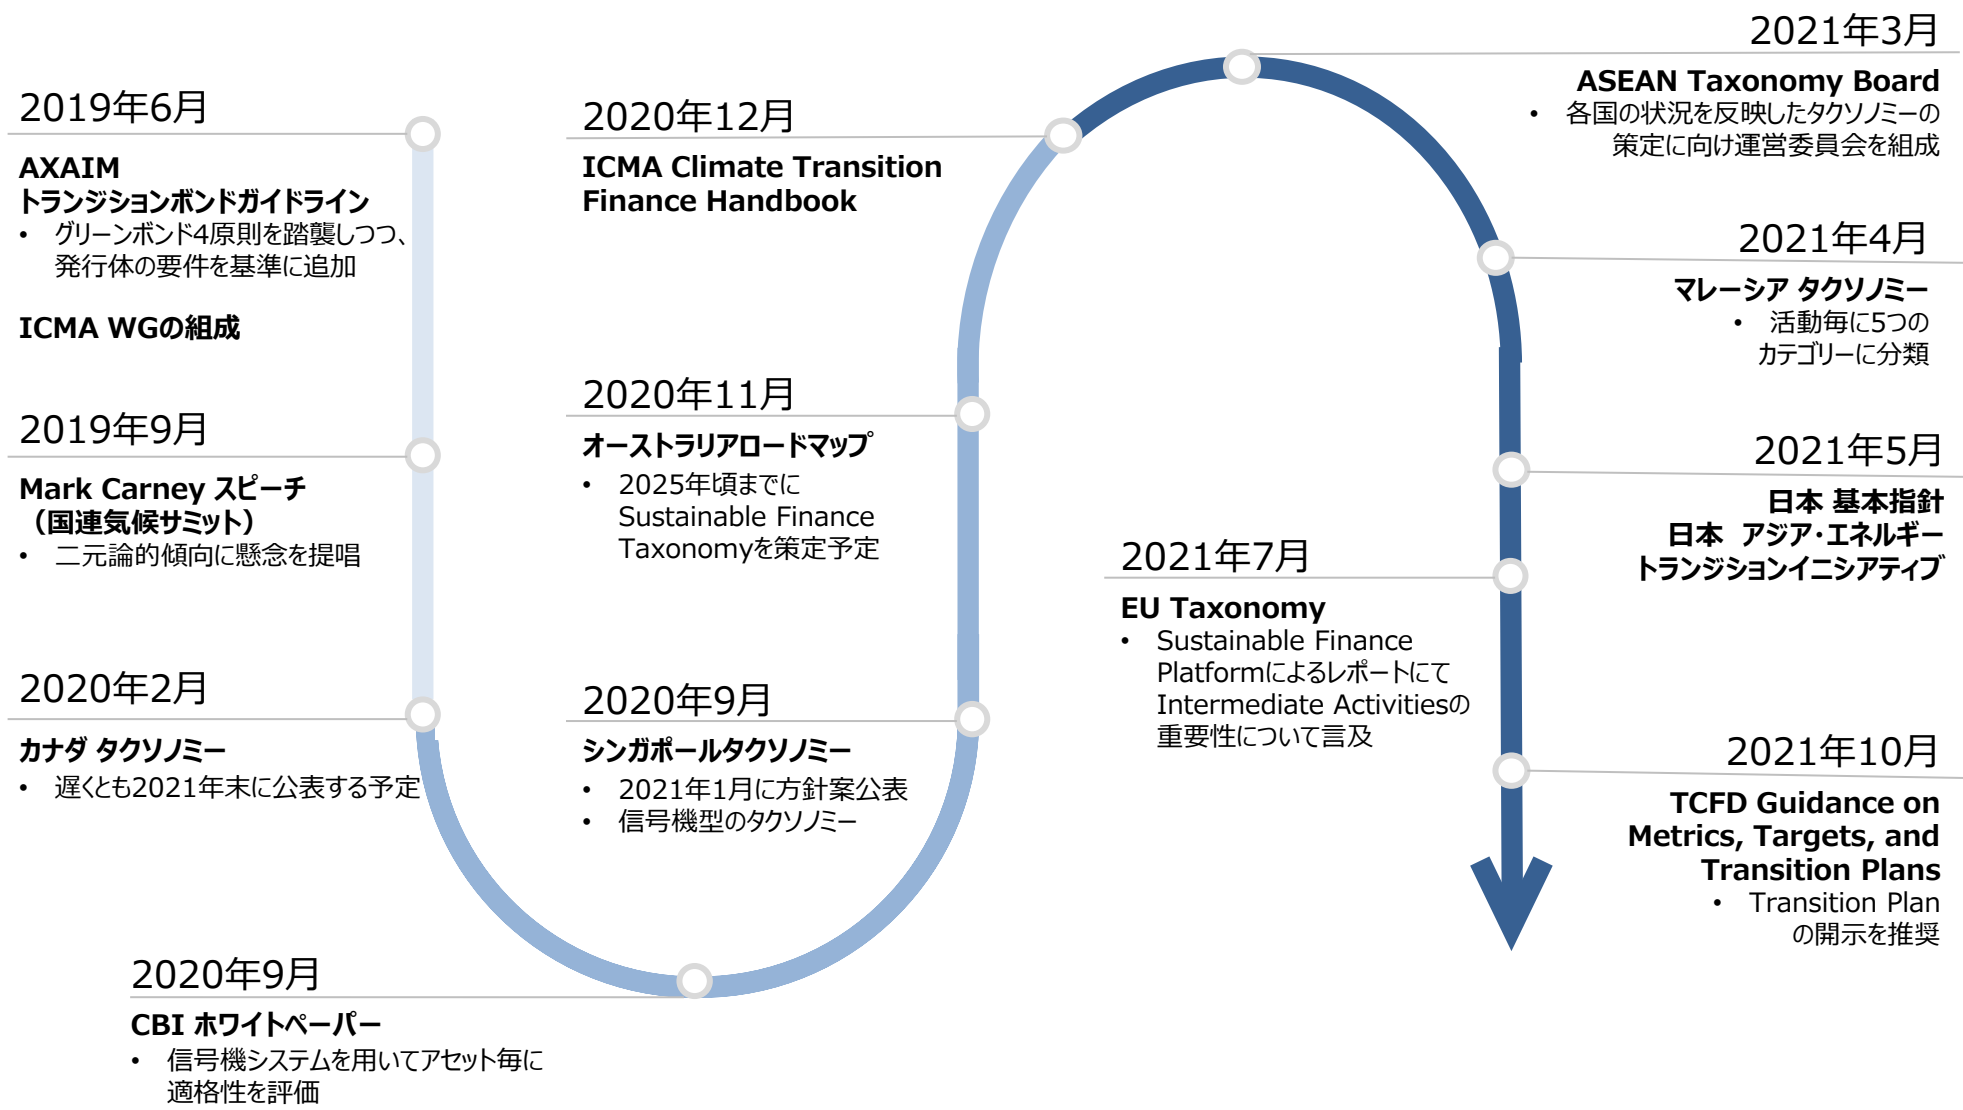 2019年6月
AXAIM
トランジションボンドガイドライン
• グリーンボンド4原則を踏襲しつつ、
発行体の要件を基準に追加
ICMA WGの組成
2019年9月
Mark Carney スピーチ
（国連気候サミット）
• 二元論的傾向に懸念を提唱
2020年2月
カナダ タクソノミー
• 遅くとも2021年末に公表する予定
2020年9月
CBI ホワイトペーパー
• 信号機システムを用いてアセット毎に
適格性を評価
2020年9月
シンガポールタクソノミー
• 2021年1月に方針案公表
• 信号機型のタクソノミー
2020年11月
オーストラリアロードマップ
• 2025年頃までに
Sustainable Finance
Taxonomyを策定予定
2020年12月
ICMA Climate Transition
Finance Handbook
2021年3月
ASEAN Taxonomy Board
• 各国の状況を反映したタクソノミーの
策定に向け運営委員会を組成
2021年4月
マレーシア タクソノミー
• 活動毎に5つの
カテゴリーに分類
2021年5月
日本 基本指針
日本 アジア・エネルギー
トランジションイニシアティブ
2021年7月
EU Taxonomy
• Sustainable Finance
Platformによるレポートにて
Intermediate Activitiesの
重要性について言及
2021年10月
TCFD Guidance on
Metrics, Targets, and
Transition Plans
• Transition Plan
の開示を推奨